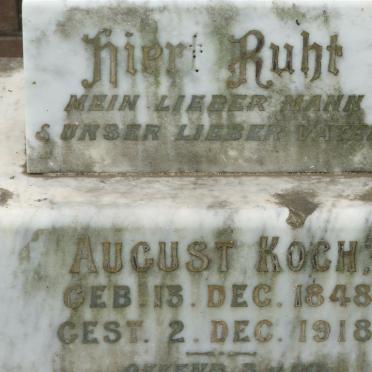 Hier Ruht
MEIN LIEBER MANN
& UNSER LIEBER VATER
AUGUST KOCH,
GEB. 13. DEC. 1848
GEST. 2. DEC. 1918